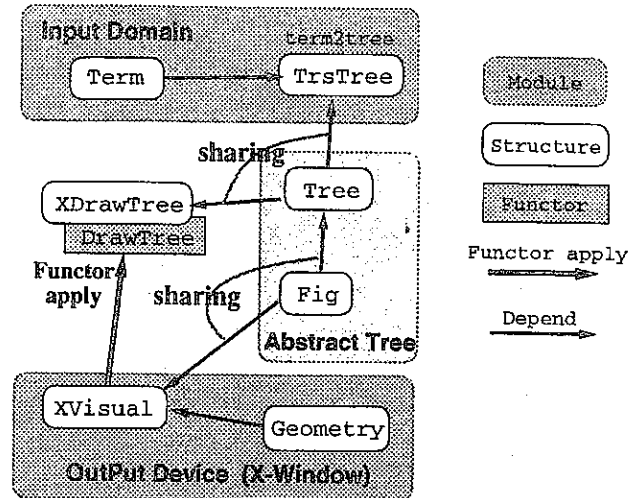 Input Domain
term2tree
Term
TrsTree
sharing
Tree
XDrawTree
DrawTree
Functor
apply
sharing
Fig
Abstract Tree
XVisual
Geometry
OutPut Device (X-Window)
Module
Structure
Functor
Functor apply
Depend